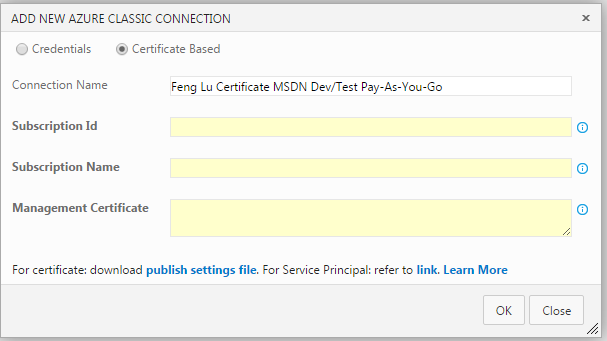 ADD NEW AZURE CLASSIC CONNECTION
Credentials Certificate Based
Connection Name Feng Lu Certificate MSDN Dev/Test Pay-As-You-Go
Subscription Id
Subscription Name
Management Certificate
For certificate: download publish settings file. For Service Principal: refer to link. Learn More
OK Close